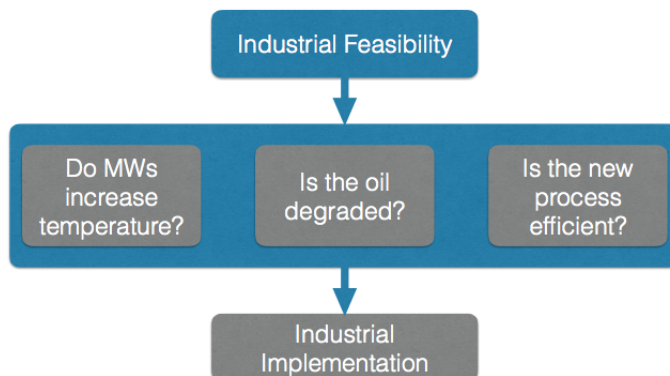 Industrial Feasibility
Do MWs
increase
temperature?
Is the oil
degraded?
Is the new
process
efficient?
Industrial
Implementation